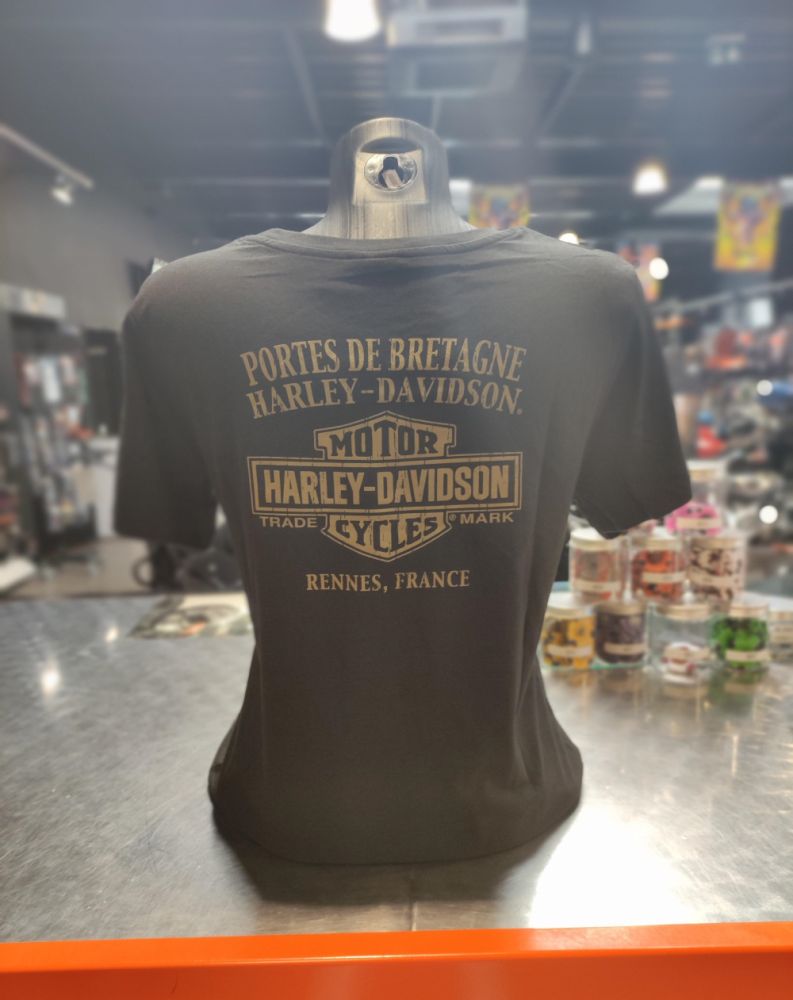 PORTES DE BRETAGNE
HARLEY-DAVIDSON®
MOTOR
HARLEY-DAVIDSON
TRADE CYCLES® MARK
RENNES, FRANCE